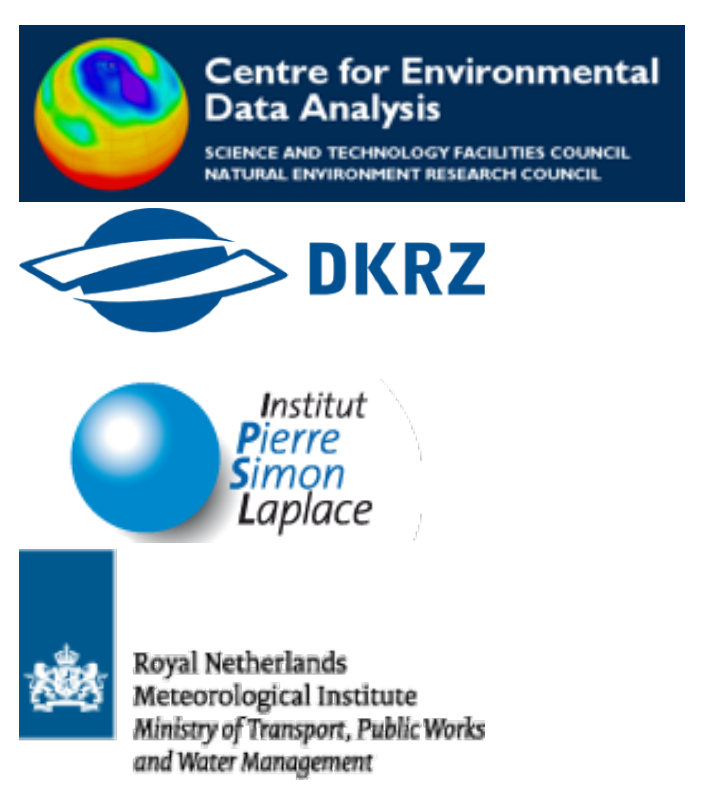 Centre for Environmental
Data Analysis
SCIENCE AND TECHNOLOGY FACILITIES COUNCIL
NATURAL ENVIRONMENT RESEARCH COUNCIL
DKRZ
Institut
Pierre
Simon
Laplace
Royal Netherlands
Meteorological Institute
Ministry of Transport, Public Works
and Water Management